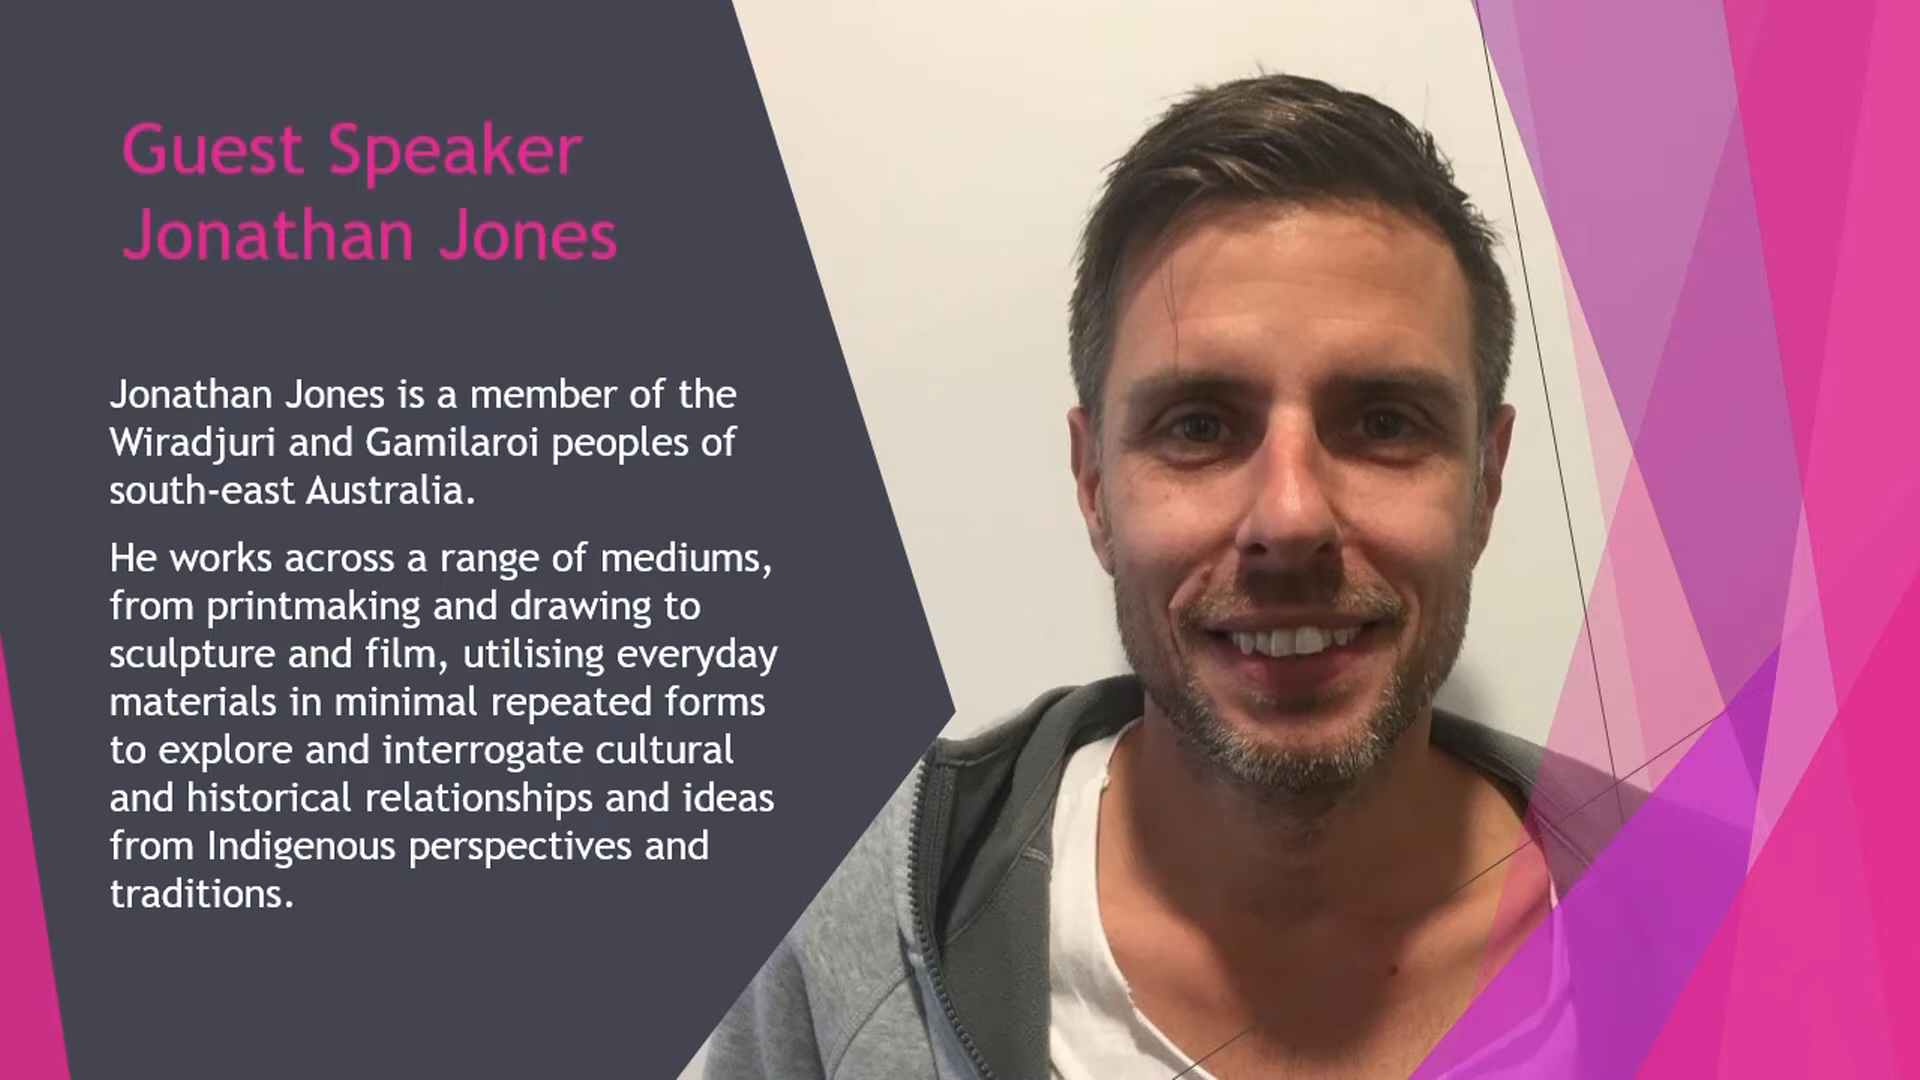 Guest Speaker
Jonathan Jones
Jonathan Jones is a member of the
Wiradjuri and Gamilaroi peoples of
south-east Australia.
He works across a range of mediums,
from printmaking and drawing to
sculpture and film, utilising everyday
materials in minimal repeated forms
to explore and interrogate cultural
and historical relationships and ideas
from Indigenous perspectives and
traditions.